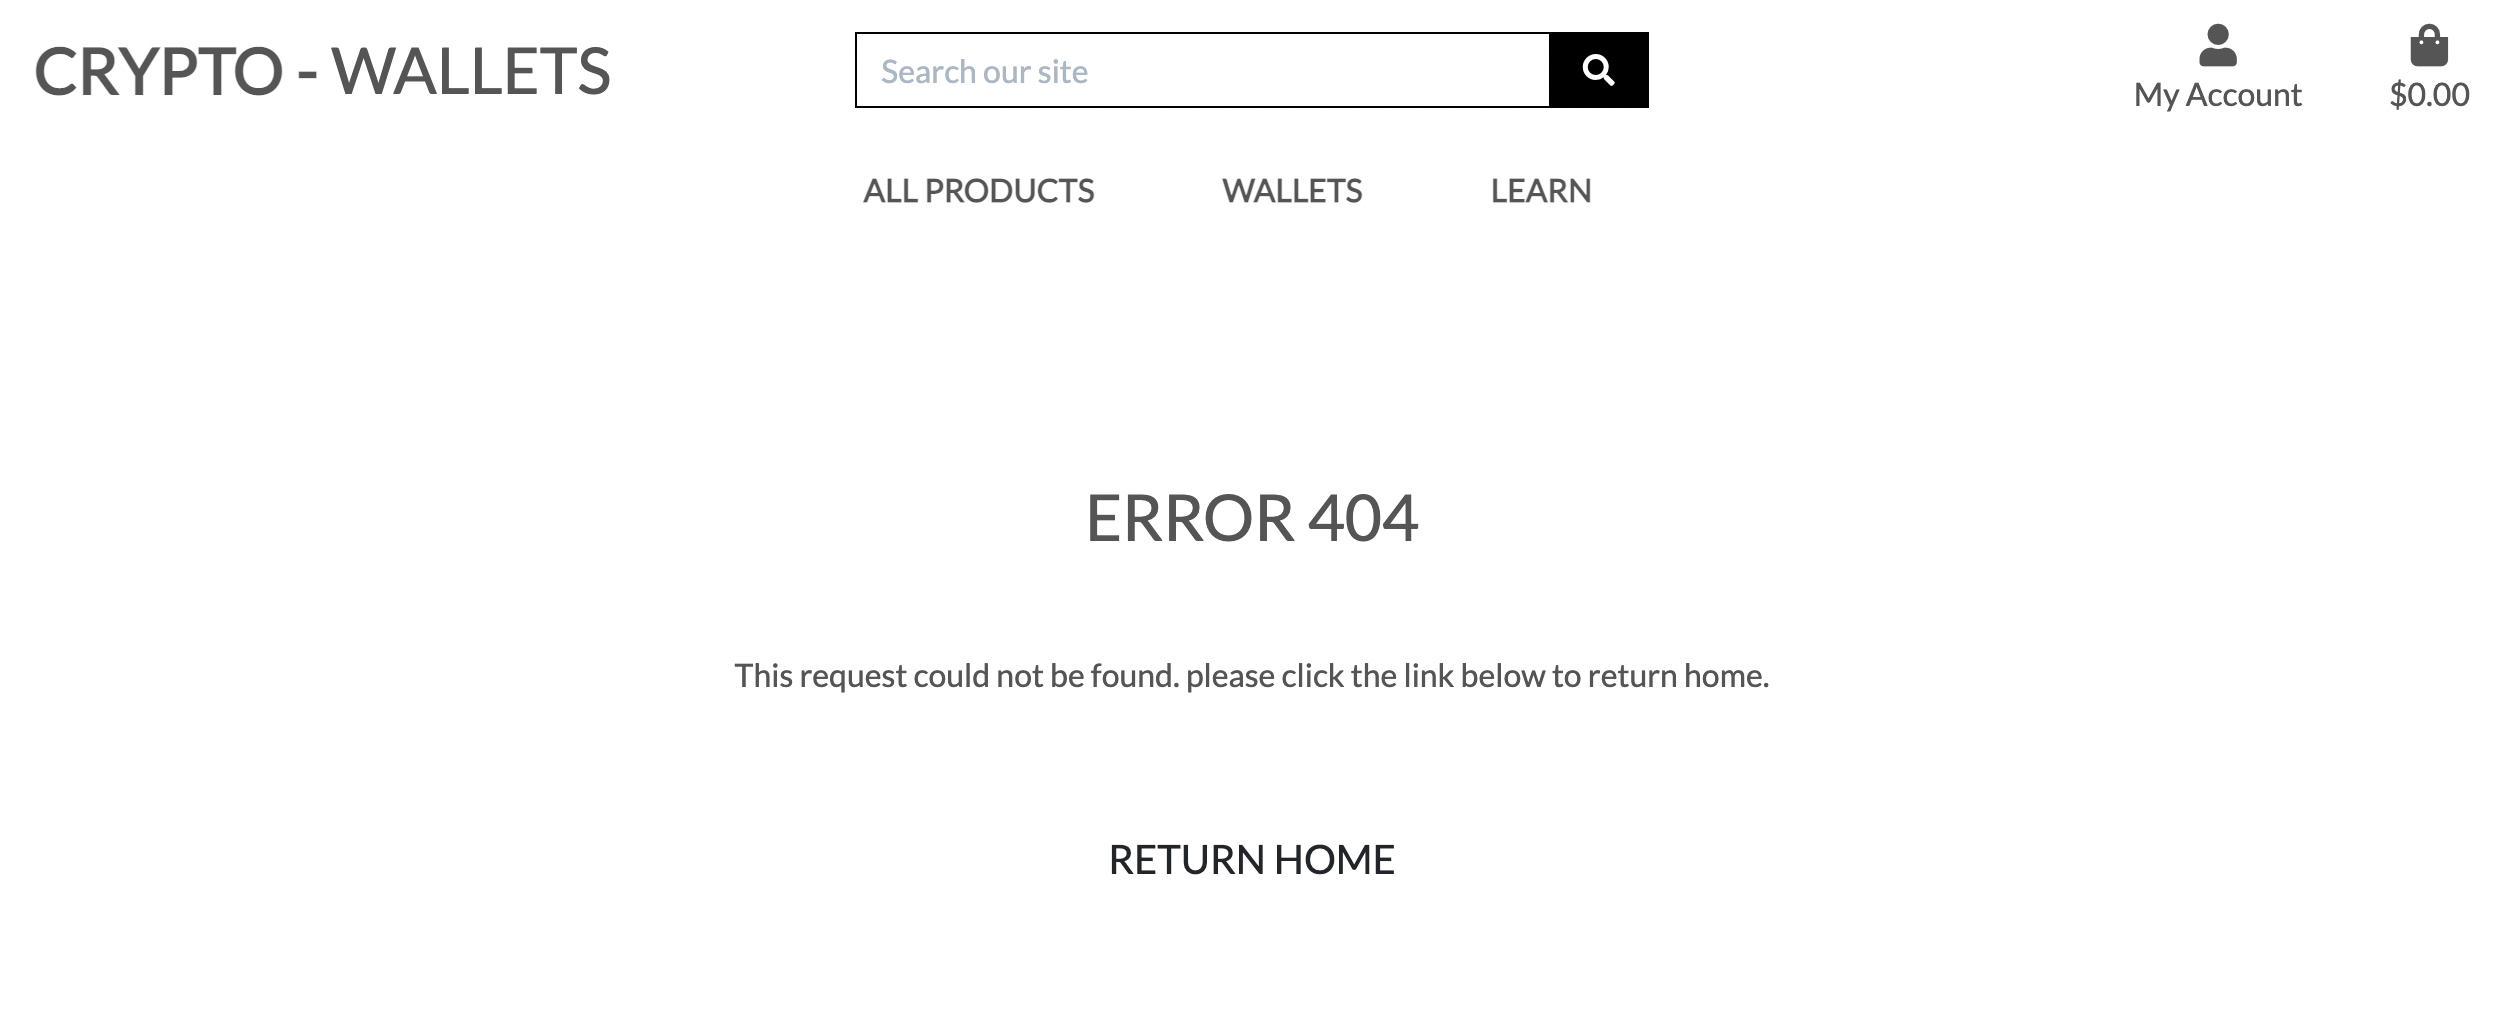 CRYPTO - WALLETS
Search our site
My Account
$0.00
ALL PRODUCTS
WALLETS
LEARN
ERROR 404
This request could not be found. please click the link below to return home.
RETURN HOME